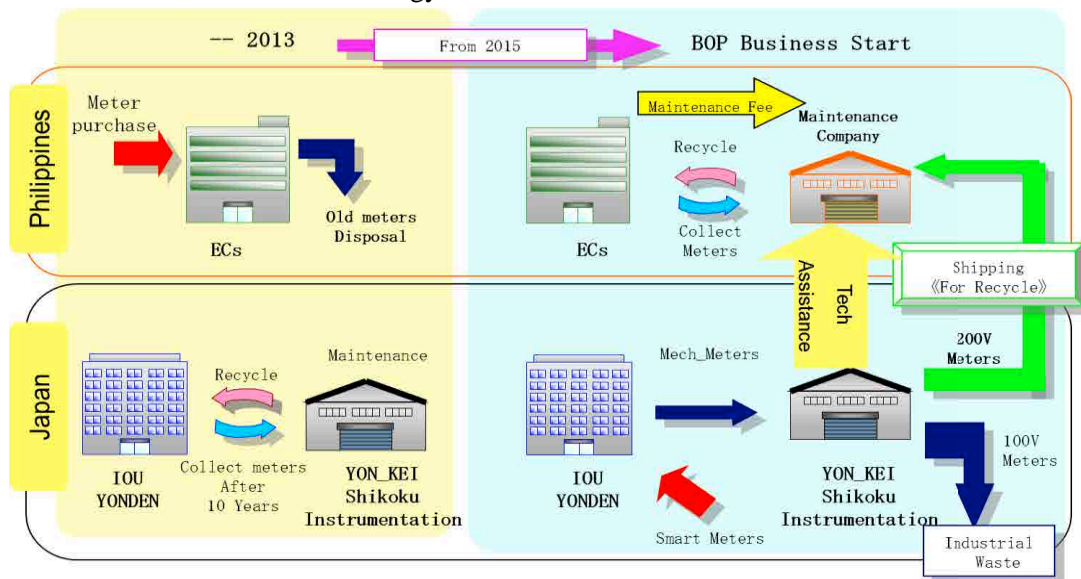 -- 2013
From 2015
BOP Business Start
Philippines
Meter
purchase
ECs
Old meters
Disposal
Maintenance Fee
Maintenance
Company
Recycle
Collect
Meters
ECs
Shipping
《For Recycle》
Tech
Assistance
200V
Meters
Japan
Recycle
Maintenance
Collect meters
After
10 Years
IOU
YONDEN
YON_KEI
Shikoku
Instrumentation
Mech_Meters
IOU
YONDEN
Smart Meters
YON_KEI
Shikoku
Instrumentation
100V
Meters
Industrial
Waste